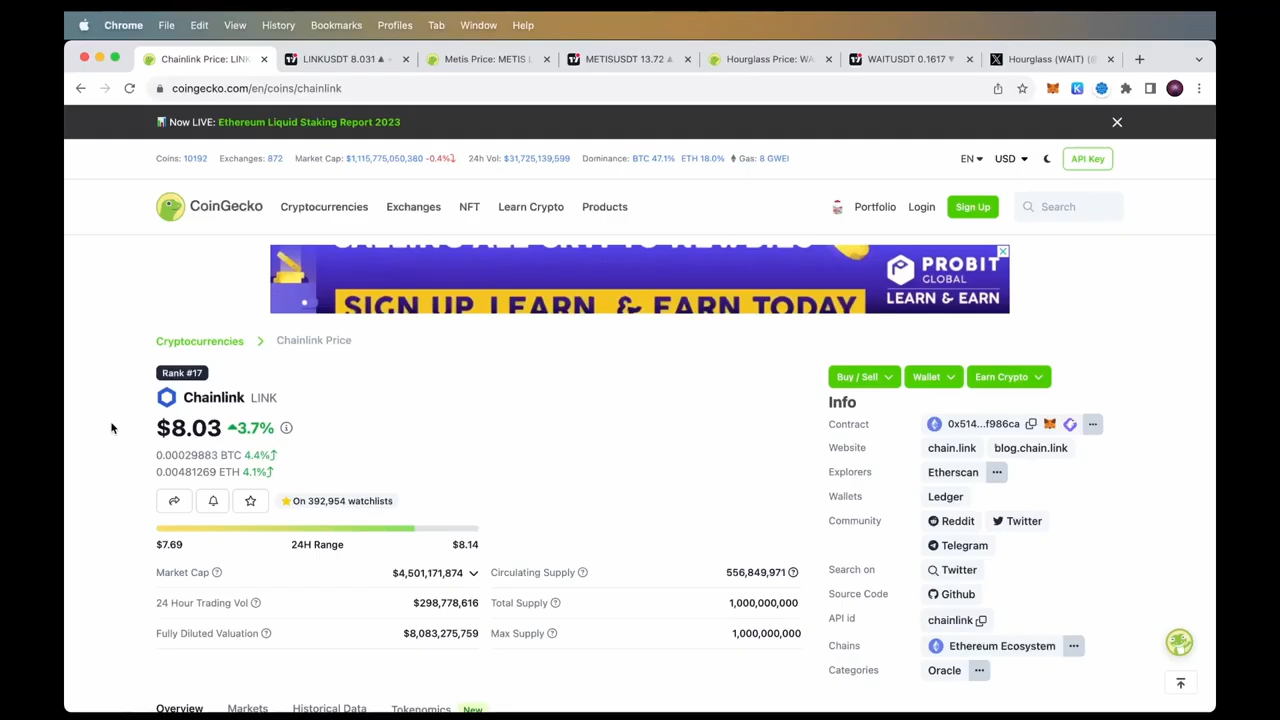 Chrome File Edit View History Bookmarks Profiles Tab Window Help
Chainlink Price: LINK LINKUSDT 8.031 ▲ Metis Price: METIS METISUSDT 13.72 ▲ Hourglass Price: WA WAITUSDT 0.1617 Hourglass (WAIT) (@
coingecko.com/en/coins/chainlink
Now LIVE: Ethereum Liquid Staking Report 2023
Coins: 10192 Exchanges: 872 Market Cap: $1,115,775,050,380 -0.4% 24h Vol: $31,725,139,599 Dominance: BTC 47.1% ETH 18.0% Gas: 8 GWEI EN USD API Key
CoinGecko Cryptocurrencies Exchanges NFT Learn Crypto Products Portfolio Login Sign Up Search
CALLING ALL CRYPTO NEWBIES
SIGN UP, LEARN, & EARN TODAY
PROBIT
GLOBAL
LEARN & EARN
Cryptocurrencies > Chainlink Price
Rank #17
Chainlink LINK
$8.03 3.7%
0.00029883 BTC 4.4%
0.00481269 ETH 4.1%
On 392,954 watchlists
$7.69 24H Range $8.14
Market Cap $4,501,171,874
24 Hour Trading Vol $298,778,616
Fully Diluted Valuation $8,083,275,759
Circulating Supply 556,849,971
Total Supply 1,000,000,000
Max Supply 1,000,000,000
Buy / Sell Wallet Earn Crypto
Info
Contract 0x514...f986ca
Website chain.link blog.chain.link
Explorers Etherscan
Wallets Ledger
Community Reddit Twitter
Telegram
Search on Twitter
Source Code Github
API id chainlink
Chains Ethereum Ecosystem
Categories Oracle
Overview Markets Historical Data Tokenomics New